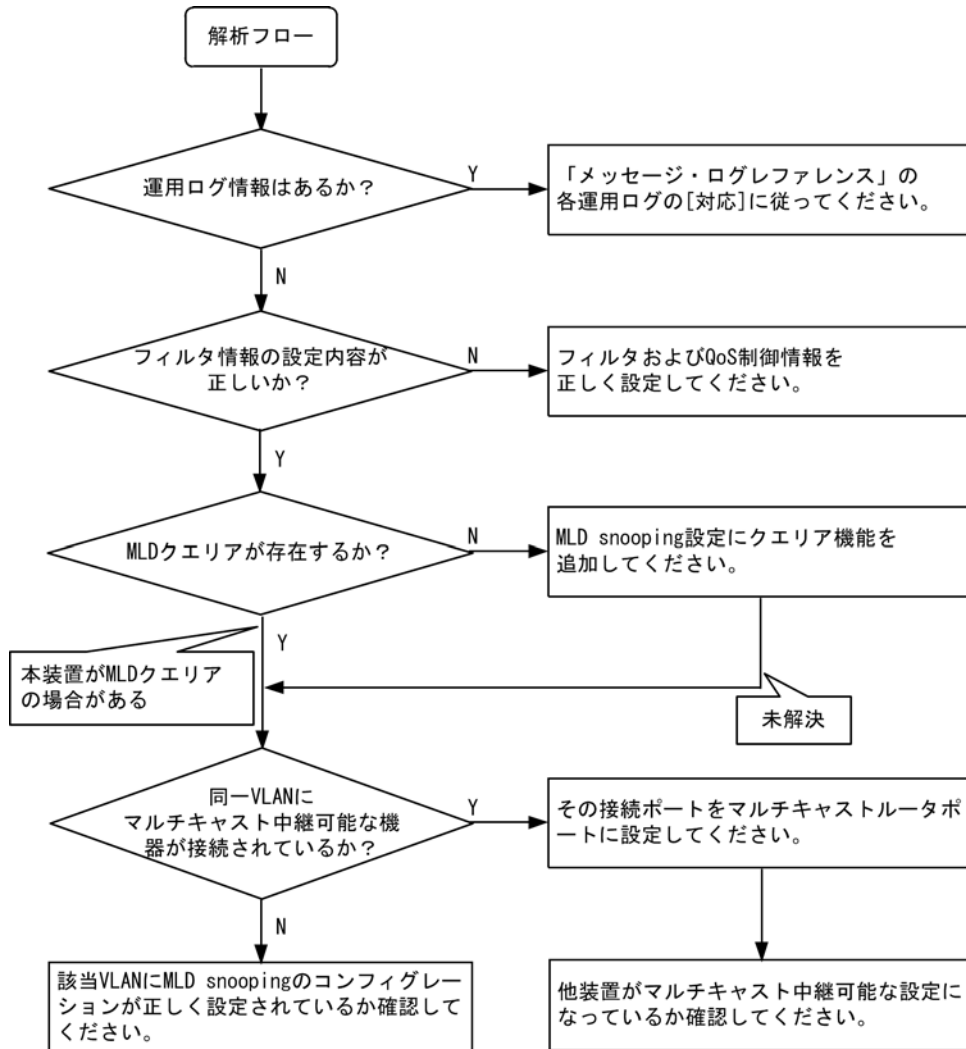 解析フロー
運用ログ情報はあるか？
Y
「メッセージ・ログレファレンス」の
各運用ログの[対応]に従ってください。
N
フィルタ情報の設定内容が
正しいか？
N
フィルタおよびQoS制御情報を
正しく設定してください。
Y
MLDクエリアが存在するか？
N
MLD snooping設定にクエリア機能を
追加してください。
Y
本装置がMLDクエリア
の場合がある
未解決
同一VLANに
マルチキャスト中継可能な機
器が接続されているか？
Y
その接続ポートをマルチキャストルータポ
ートに設定してください。
N
該当VLANにMLD snoopingのコンフィグレー
ションが正しく設定されているか確認して
ください。
他装置がマルチキャスト中継可能な設定に
なっているか確認してください。